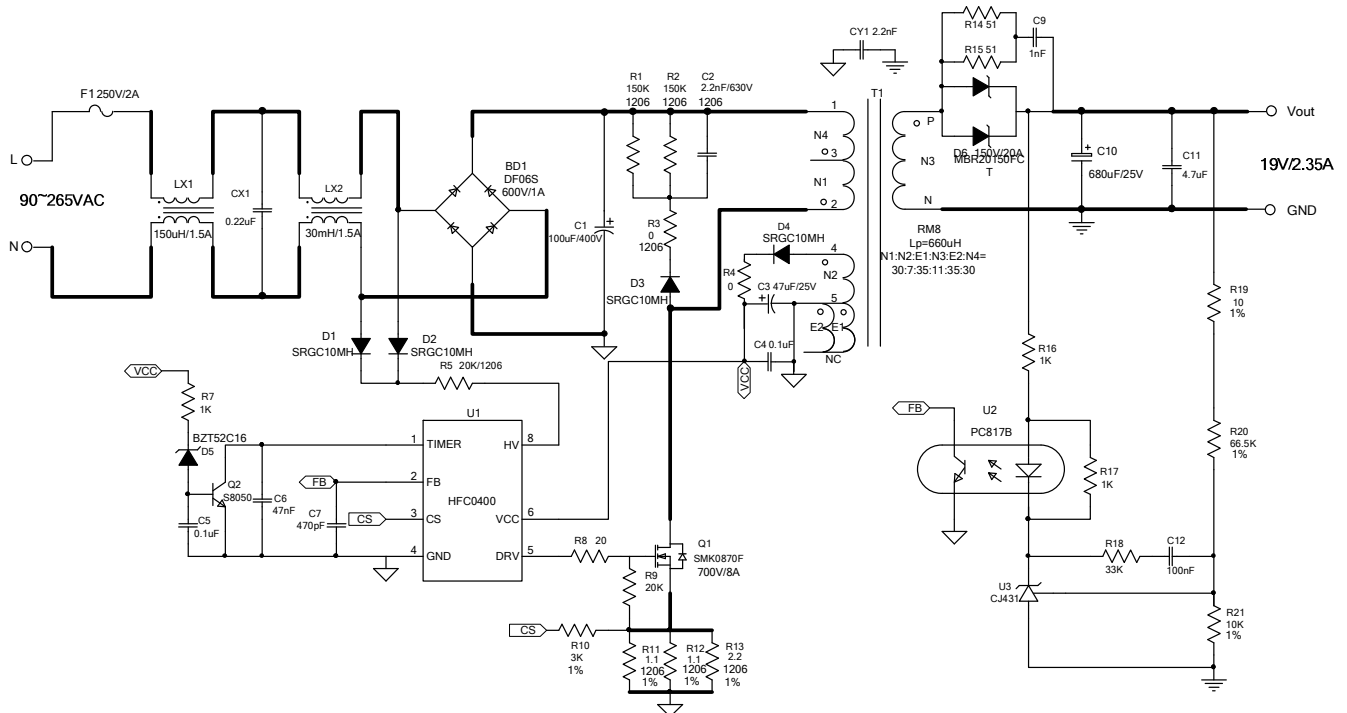 F1 250V/2A
L
90~265VAC
N
LX1
150uH/1.5A
CX1
0.22uF
LX2
30mH/1.5A
BD1
DF06S
600V/1A
C1
100uF/400V
R1
150K
1206
R2
150K
1206
C2
2.2nF/630V
1206
R3
0
1206
D3
SRGC10MH
CY1 2.2nF
T1
1
N4
3
N1
2
4
N2
5
E2
E1
NC
P
N3
N
RM8
Lp=660uH
N1:N2:E1:N3:E2:N4=
30:7:35:11:35:30
R14 51
R15 51
C9
1nF
D6 150V/20A
MBR20150FC
T
C10
680uF/25V
C11
4.7uF
Vout
19V/2.35A
GND
D4
SRGC10MH
R4
0
C3 47uF/25V
C4 0.1uF
VCC
D1
SRGC10MH
D2
SRGC10MH
R5 20K/1206
VCC
R7
1K
BZT52C16
D5
Q2
S8050
C5
0.1uF
C6
47nF
C7
470pF
FB
CS
U1
HFC0400
1
TIMER
2
FB
3
CS
4
GND
8
HV
6
VCC
5
DRV
R8 20
R9
20K
Q1
SMK0870F
700V/8A
CS
R10
3K
1%
R11
1.1
1206
1%
R12
1.1
1206
1%
R13
2.2
1206
1%
FB
U2
PC817B
R16
1K
R17
1K
R18
33K
C12
100nF
U3
CJ431
R19
10
1%
R20
66.5K
1%
R21
10K
1%